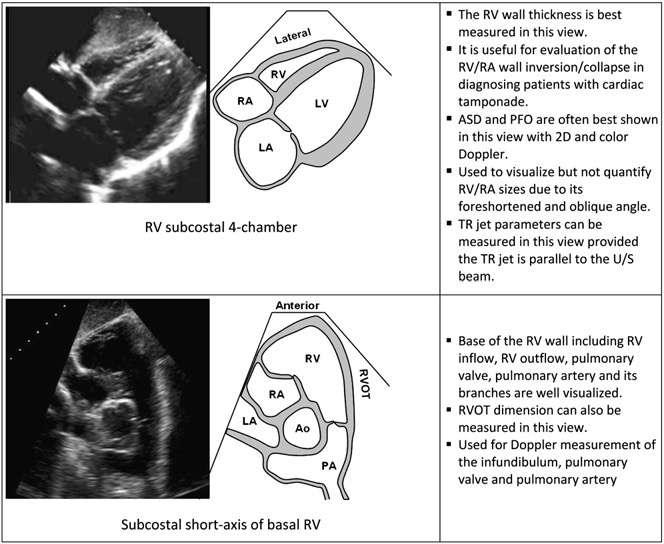 Lateral
RV
RA
LV
LA
RV subcostal 4-chamber
▪ The RV wall thickness is best
measured in this view.
▪ It is useful for evaluation of the
RV/RA wall inversion/collapse in
diagnosing patients with cardiac
tamponade.
▪ ASD and PFO are often best shown
in this view with 2D and color
Doppler.
▪ Used to visualize but not quantify
RV/RA sizes due to its
foreshortened and oblique angle.
▪ TR jet parameters can be
measured in this view provided
the TR jet is parallel to the U/S
beam.
Anterior
RV
RVOT
RA
LA
Ao
PA
Subcostal short-axis of basal RV
▪ Base of the RV wall including RV
inflow, RV outflow, pulmonary
valve, pulmonary artery and its
branches are well visualized.
▪ RVOT dimension can also be
measured in this view.
▪ Used for Doppler measurement of
the infundibulum, pulmonary
valve and pulmonary artery